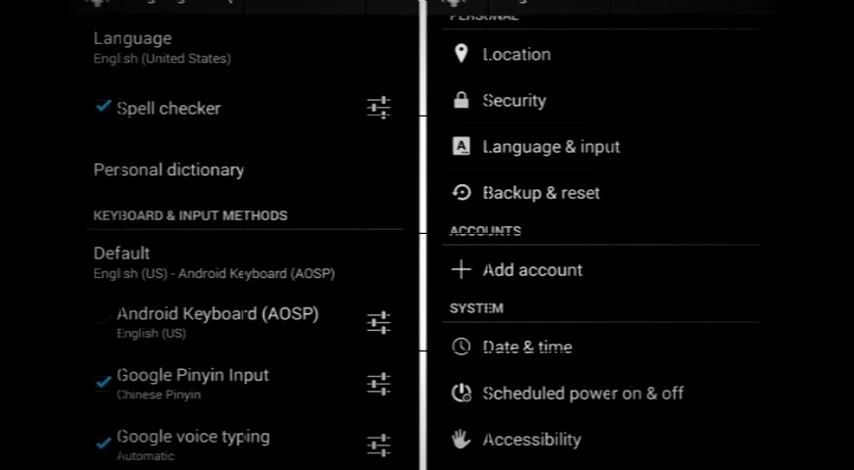 Language
English (United States)
Spell checker
Personal dictionary
KEYBOARD & INPUT METHODS
Default
English (US) - Android Keyboard (AOSP)
Android Keyboard (AOSP)
English (US)
Google Pinyin Input
Chinese Pinyin
Google voice typing
Automatic
PERSONAL
Location
Security
Language & input
Backup & reset
ACCOUNTS
Add account
SYSTEM
Date & time
Scheduled power on & off
Accessibility